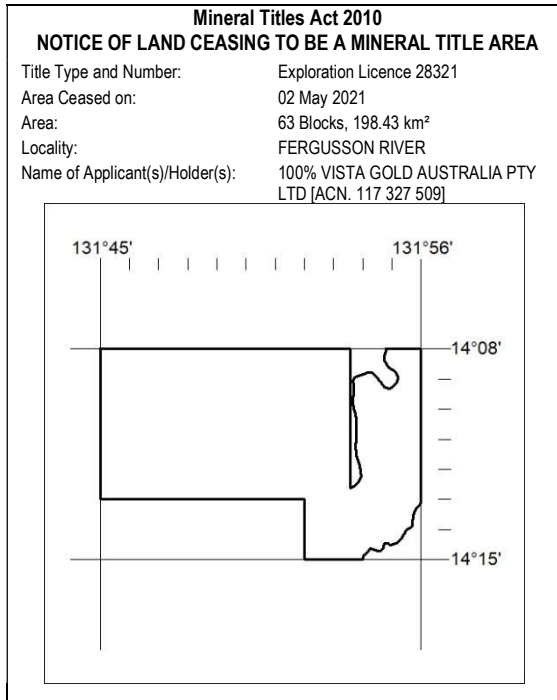 Mineral Titles Act 2010
NOTICE OF LAND CEASING TO BE A MINERAL TITLE AREA
Title Type and Number: Exploration Licence 28321
Area Ceased on: 02 May 2021
Area: 63 Blocks, 198.43 km²
Locality: FERGUSSON RIVER
Name of Applicant(s)/Holder(s): 100% VISTA GOLD AUSTRALIA PTY
LTD [ACN. 117 327 509]
131°45' 131°56'
14°08'
14°15'